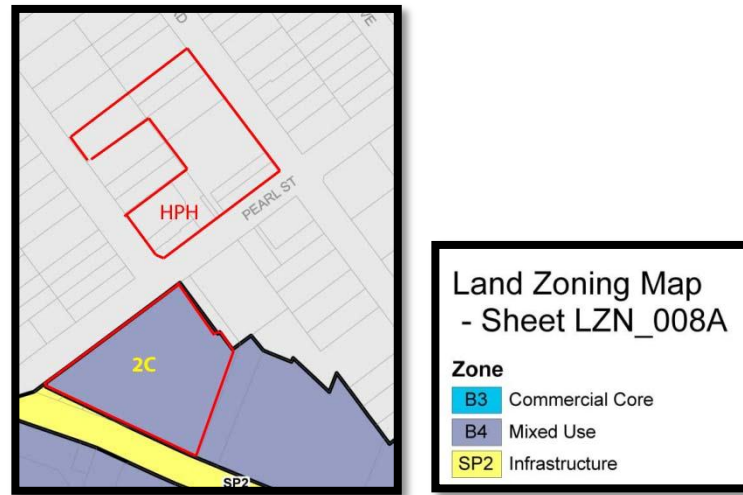 D
VE
HPH
PEARL ST
2C
SP2
Land Zoning Map
- Sheet LZN_008A
Zone
B3 Commercial Core
B4 Mixed Use
SP2 Infrastructure